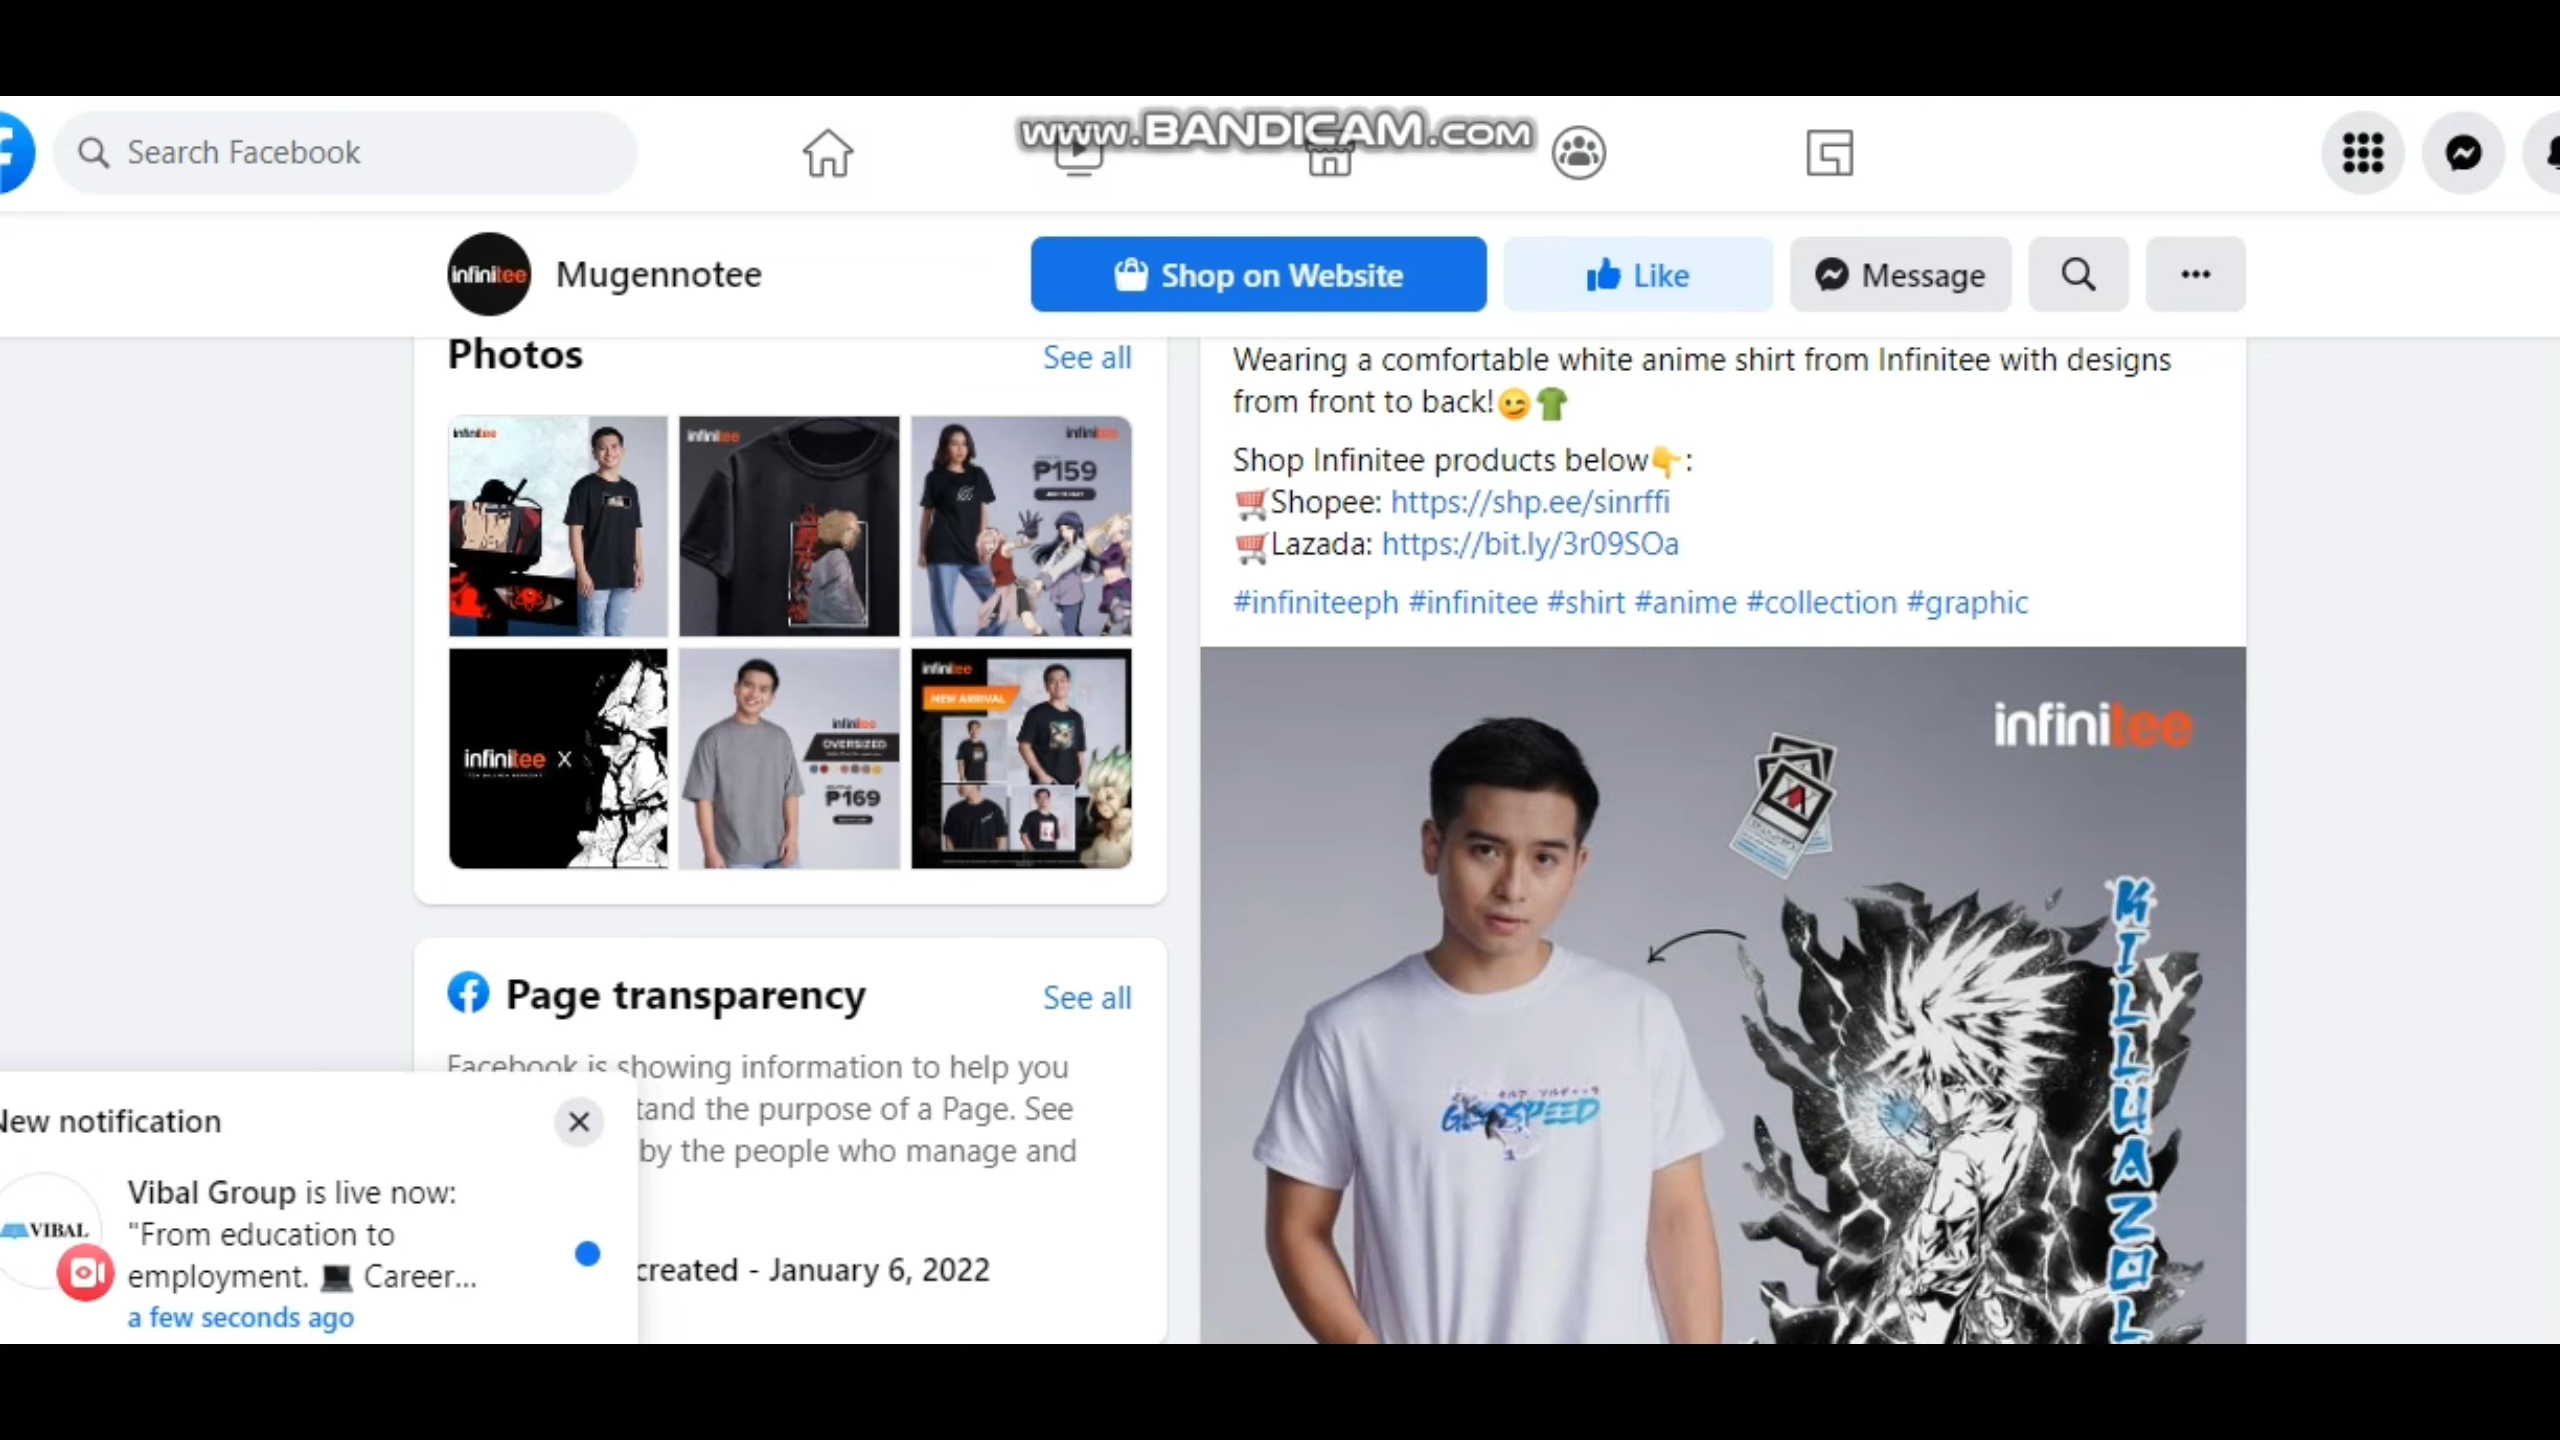 www.BANDICAM.com
Search Facebook
infinitee
Mugennotee
Shop on Website
Like
Message
Photos
See all
infinitee
infinitee
infinitee
₱159
infinitee X
infinitee
OVERSIZED
₱169
infinitee
NEW ARRIVAL
Page transparency
See all
Facebook is showing information to help you
tand the purpose of a Page. See
by the people who manage and
created - January 6, 2022
New notification
Vibal Group is live now:
"From education to
employment. 💻 Career...
a few seconds ago
VIBAL
Wearing a comfortable white anime shirt from Infinitee with designs
from front to back!😉👕
Shop Infinitee products below👇:
🛒Shopee: https://shp.ee/sinrffi
🛒Lazada: https://bit.ly/3r09SOa
#infiniteeph #infinitee #shirt #anime #collection #graphic
infinitee
GODSPEED
KILLUA ZOL